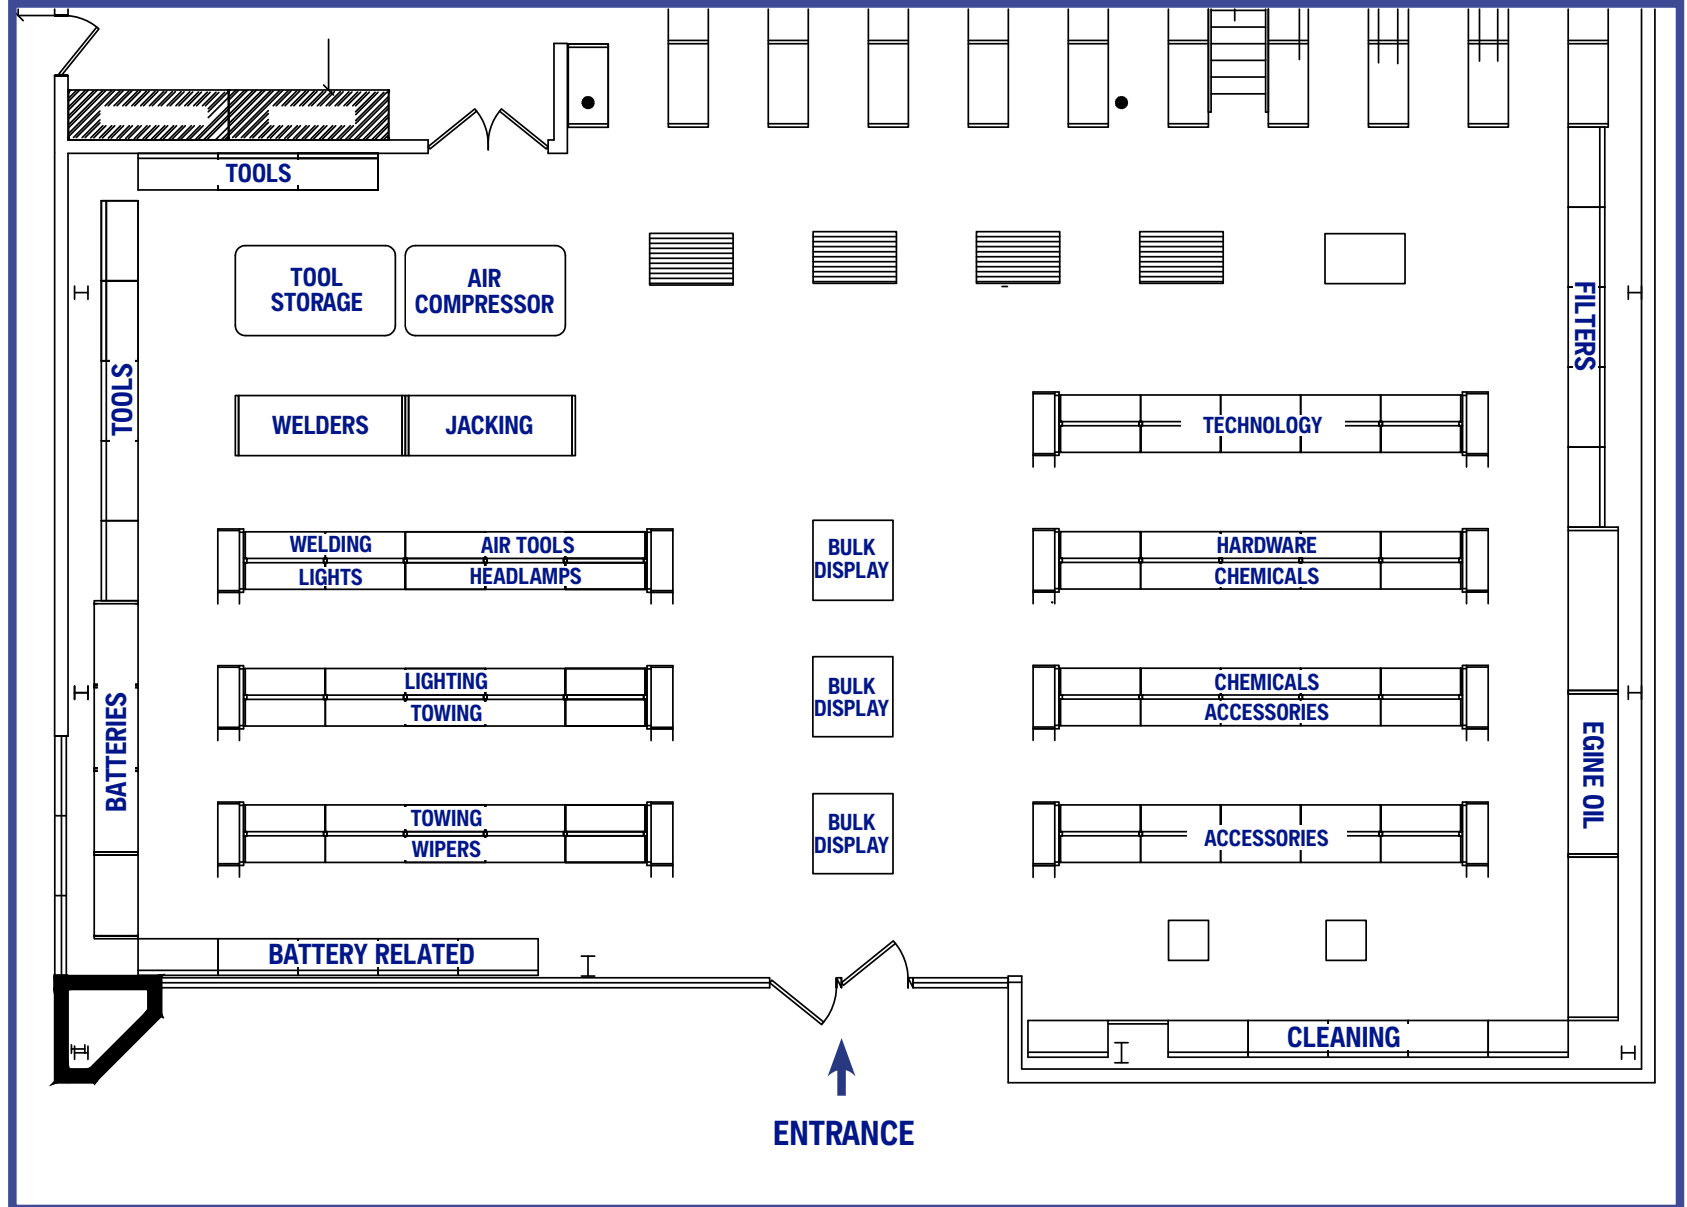 TOOLS
TOOL
STORAGE
AIR
COMPRESSOR
TOOLS
FILTERS
WELDERS
JACKING
TECHNOLOGY
WELDING
AIR TOOLS
LIGHTS
HEADLAMPS
BULK
DISPLAY
HARDWARE
CHEMICALS
BATTERIES
LIGHTING
TOWING
BULK
DISPLAY
CHEMICALS
ACCESSORIES
EGINE OIL
TOWING
WIPERS
BULK
DISPLAY
ACCESSORIES
BATTERY RELATED
CLEANING
ENTRANCE